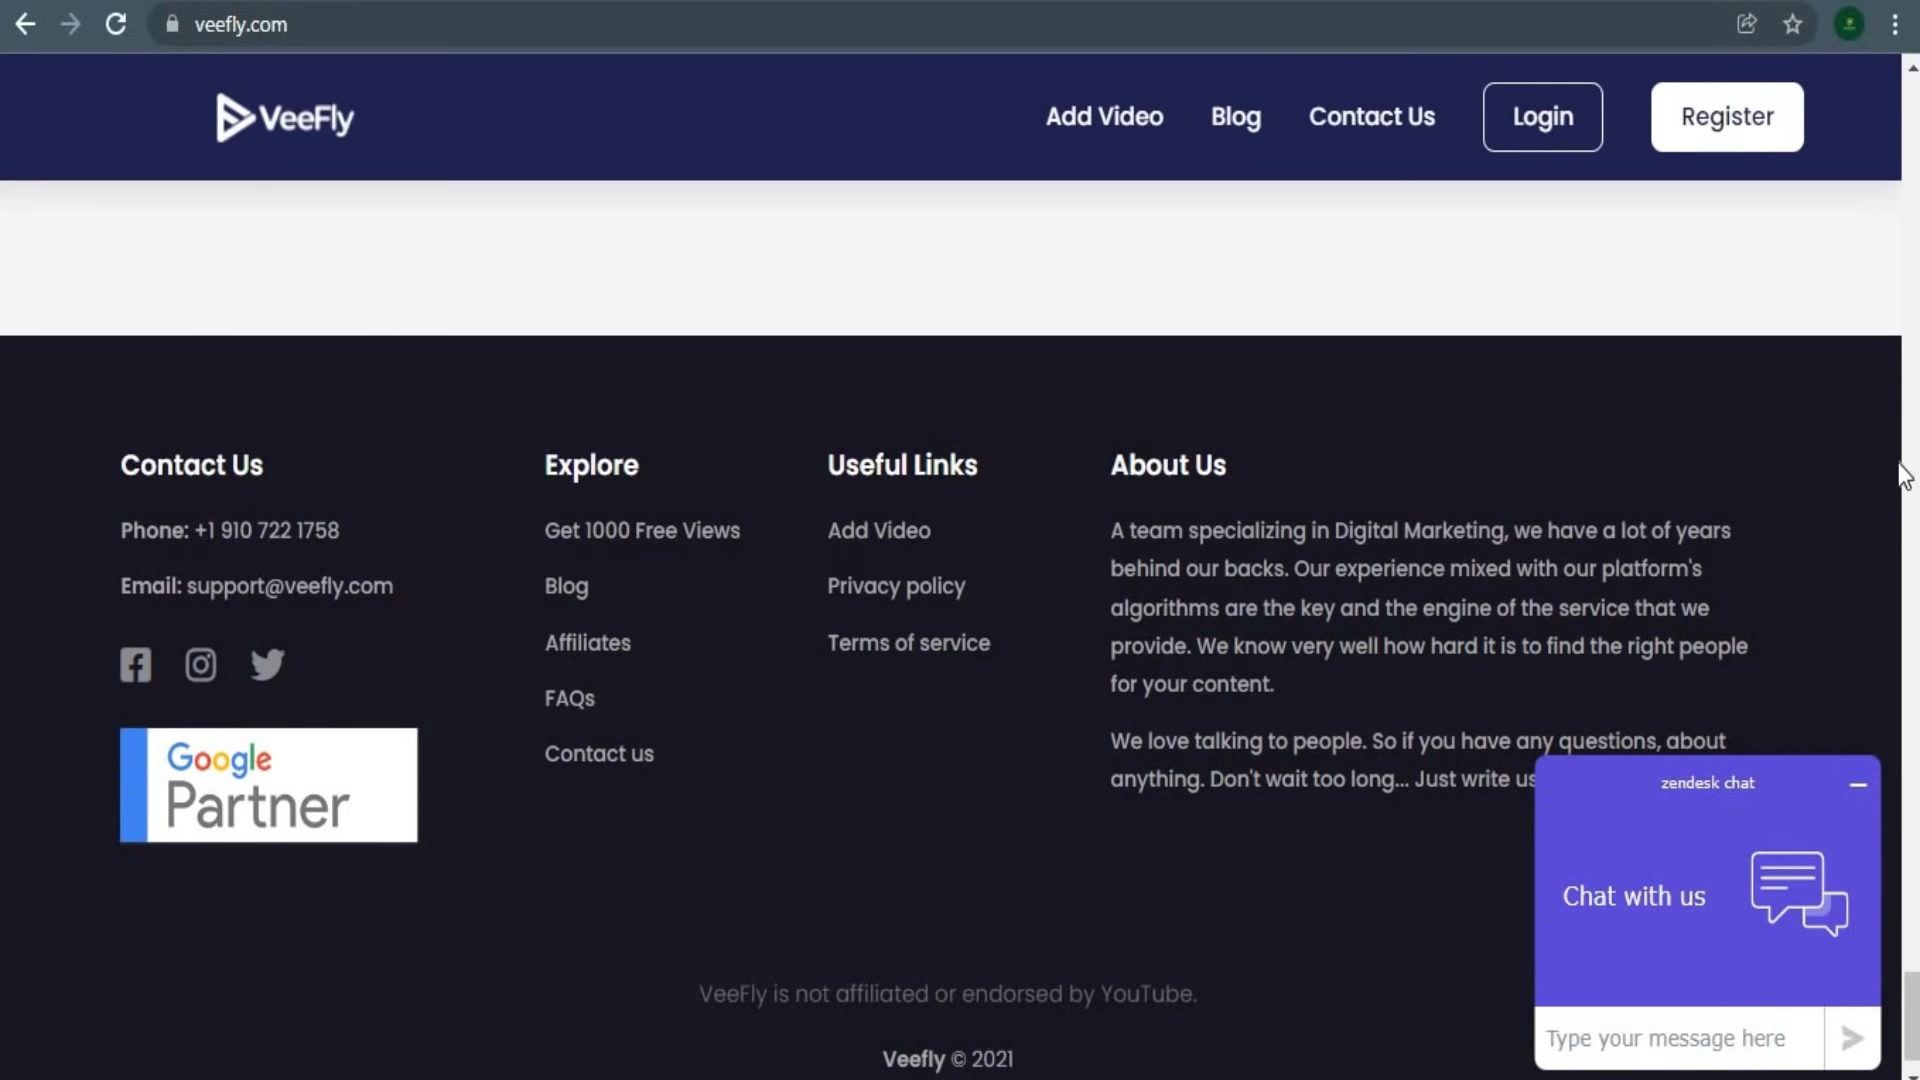 veefly.com
VeeFly
Add Video
Blog
Contact Us
Login
Register
Contact Us
Phone: +1 910 722 1758
Email: support@veefly.com
Google
Partner
Explore
Get 1000 Free Views
Blog
Affiliates
FAQs
Contact us
Useful Links
Add Video
Privacy policy
Terms of service
About Us
A team specializing in Digital Marketing, we have a lot of years
behind our backs. Our experience mixed with our platform's
algorithms are the key and the engine of the service that we
provide. We know very well how hard it is to find the right people
for your content.
We love talking to people. So if you have any questions, about
anything. Don't wait too long... Just write us
zendesk chat
Chat with us
Type your message here
VeeFly is not affiliated or endorsed by YouTube.
Veefly © 2021